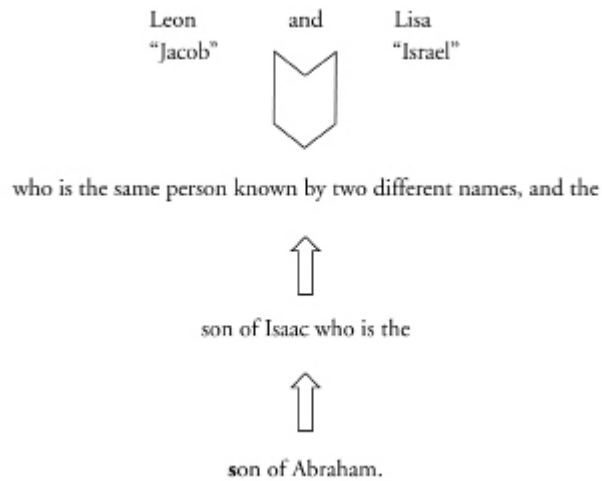 Leon and Lisa
“Jacob” “Israel”
who is the same person known by two different names, and the
son of Isaac who is the
son of Abraham.